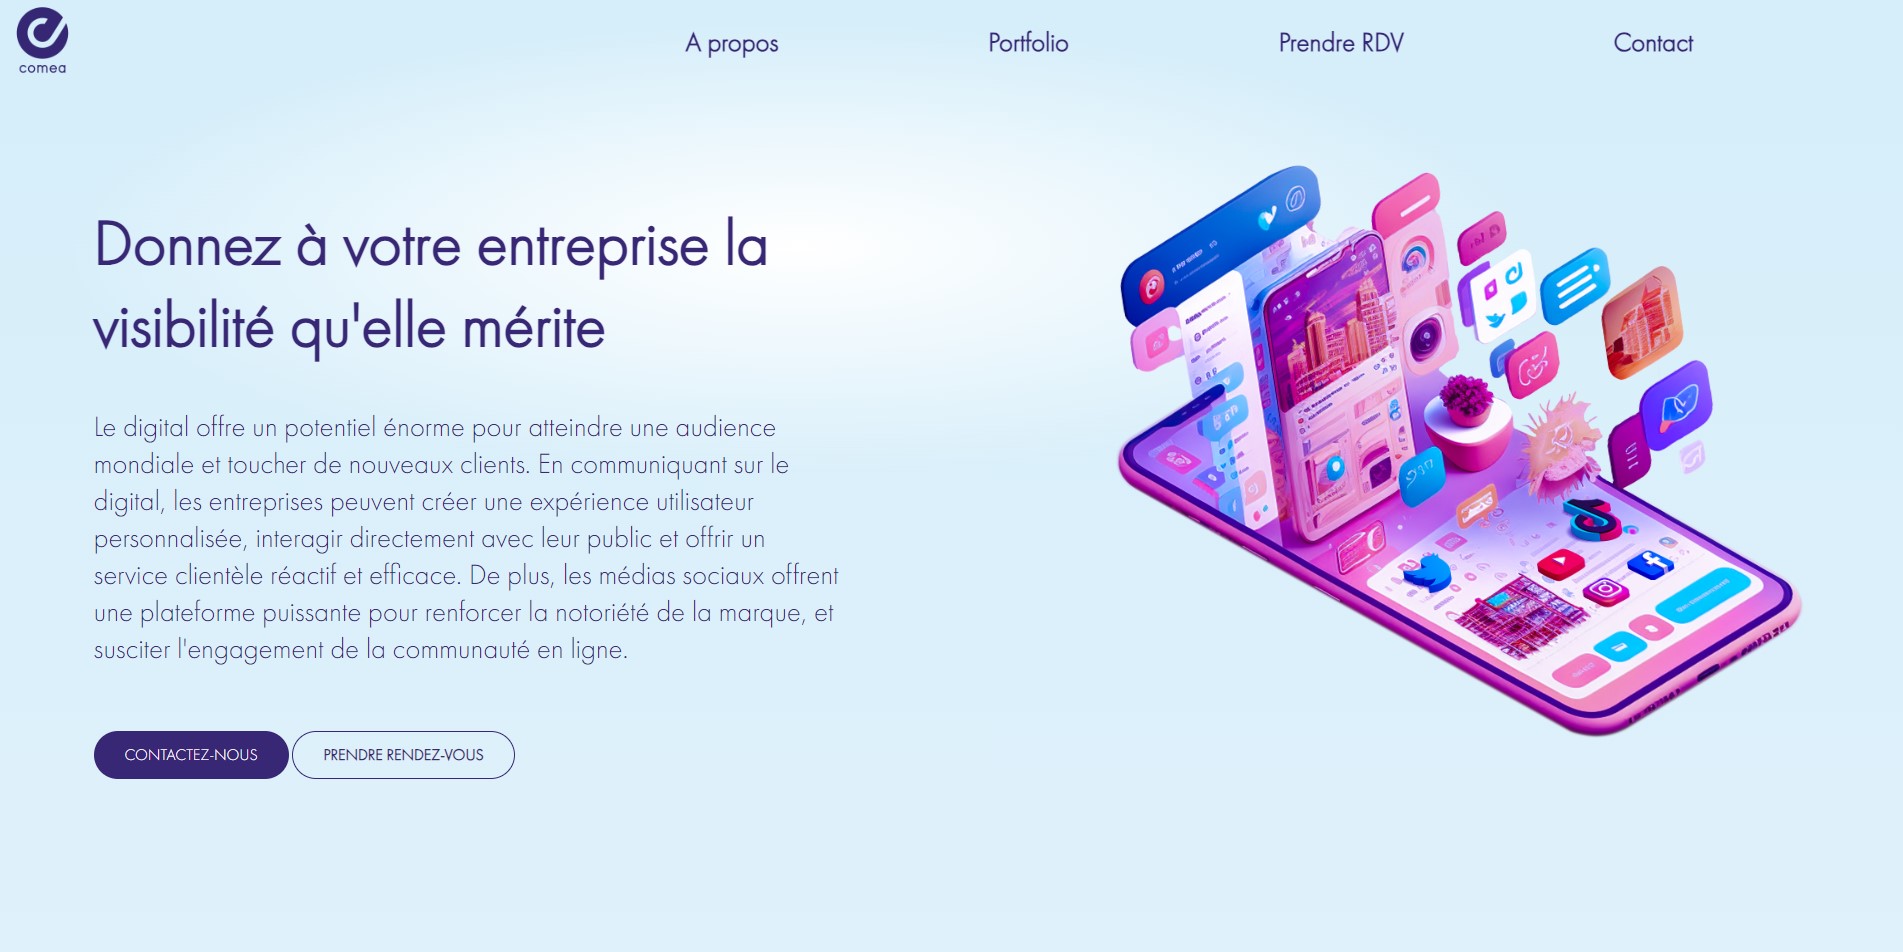 comea
A propos
Portfolio
Prendre RDV
Contact
Donnez à votre entreprise la
visibilité qu'elle mérite
Le digital offre un potentiel énorme pour atteindre une audience
mondiale et toucher de nouveaux clients. En communiquant sur le
digital, les entreprises peuvent créer une expérience utilisateur
personnalisée, interagir directement avec leur public et offrir un
service clientèle réactif et efficace. De plus, les médias sociaux offrent
une plateforme puissante pour renforcer la notoriété de la marque, et
susciter l'engagement de la communauté en ligne.
CONTACTEZ-NOUS
PRENDRE RENDEZ-VOUS